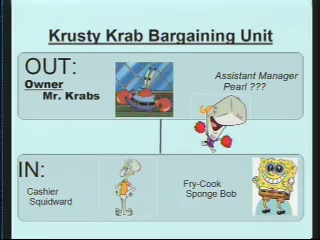 Krusty Krab Bargaining Unit
OUT:
Owner
Mr. Krabs
Assistant Manager
Pearl ???
IN:
Cashier
Squidward
Fry-Cook
Sponge Bob